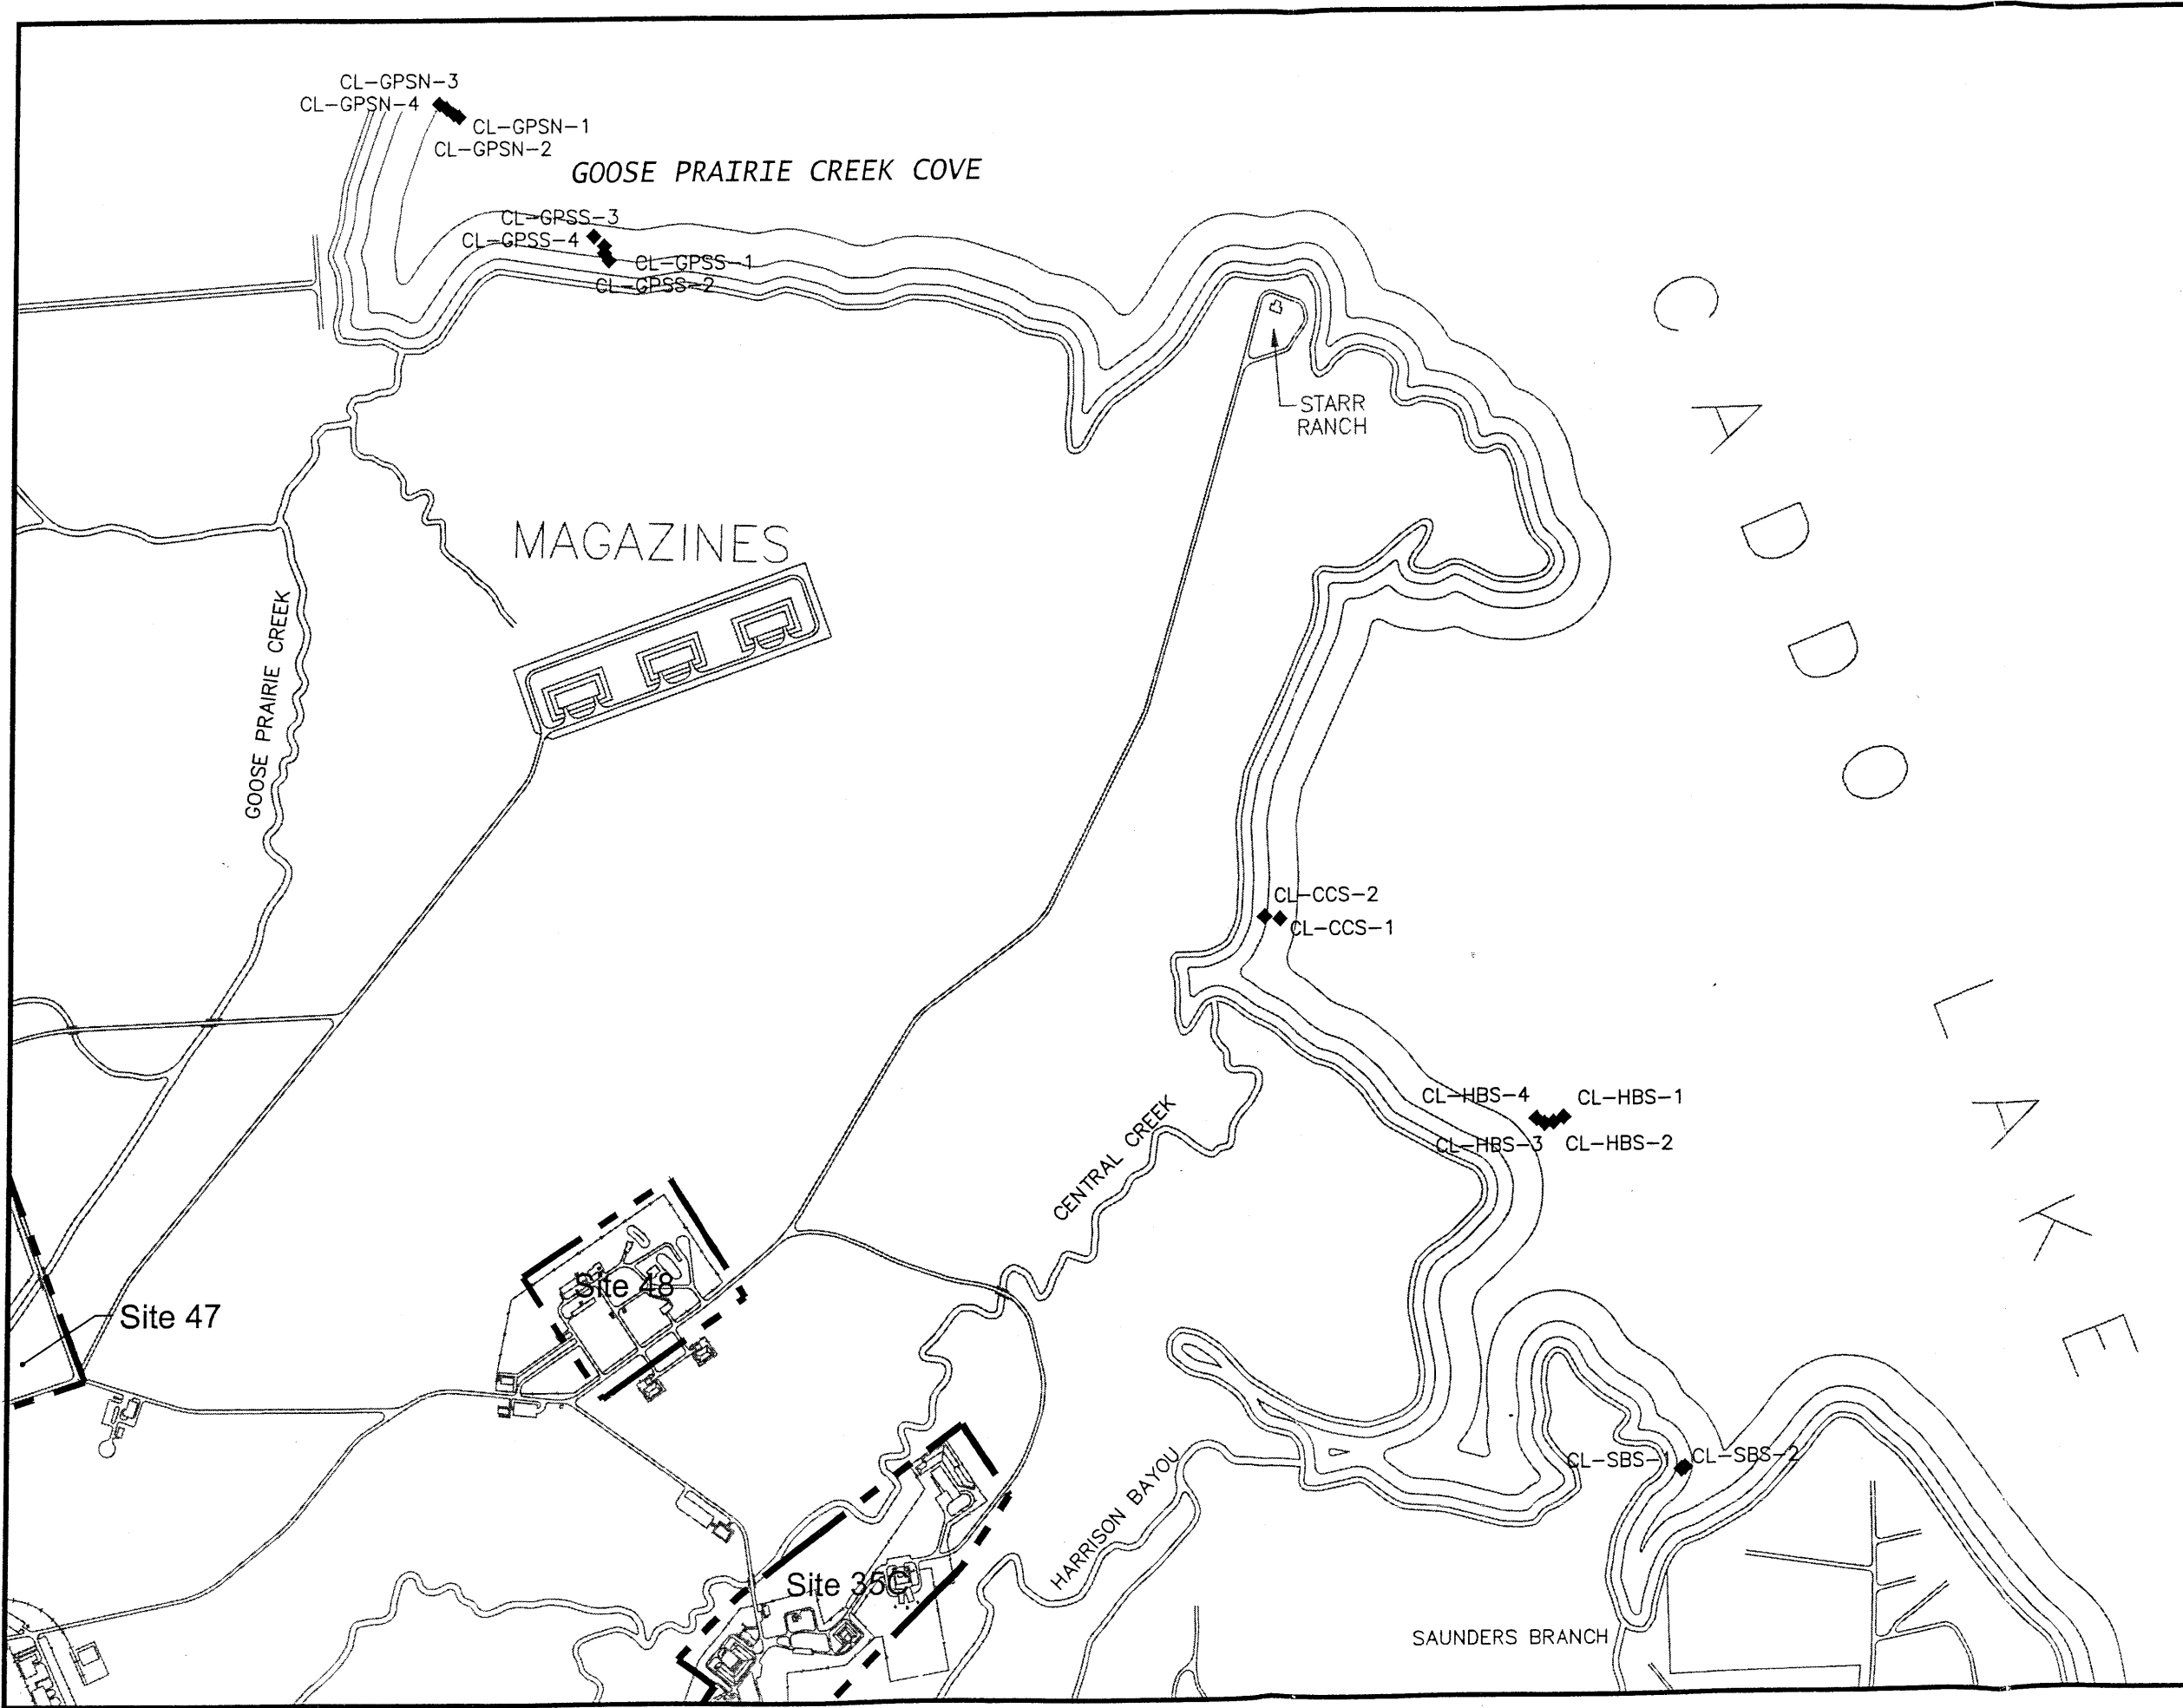 CL-GPSN-3
CL-GPSN-4
CL-GPSN-1
CL-GPSN-2
GOOSE PRAIRIE CREEK COVE
CL-GPSS-3
CL-GPSS-4
CL-GPSS-1
CL-GPSS-2
STARR
RANCH
CADDO LAKE
MAGAZINES
GOOSE PRAIRIE CREEK
CL-CCS-2
CL-CCS-1
CL-HBS-4
CL-HBS-1
CL-HBS-3
CL-HBS-2
CENTRAL CREEK
Site 48
Site 47
CL-SBS-1
CL-SBS-2
HARRISON BAYOU
Site 35C
SAUNDERS BRANCH